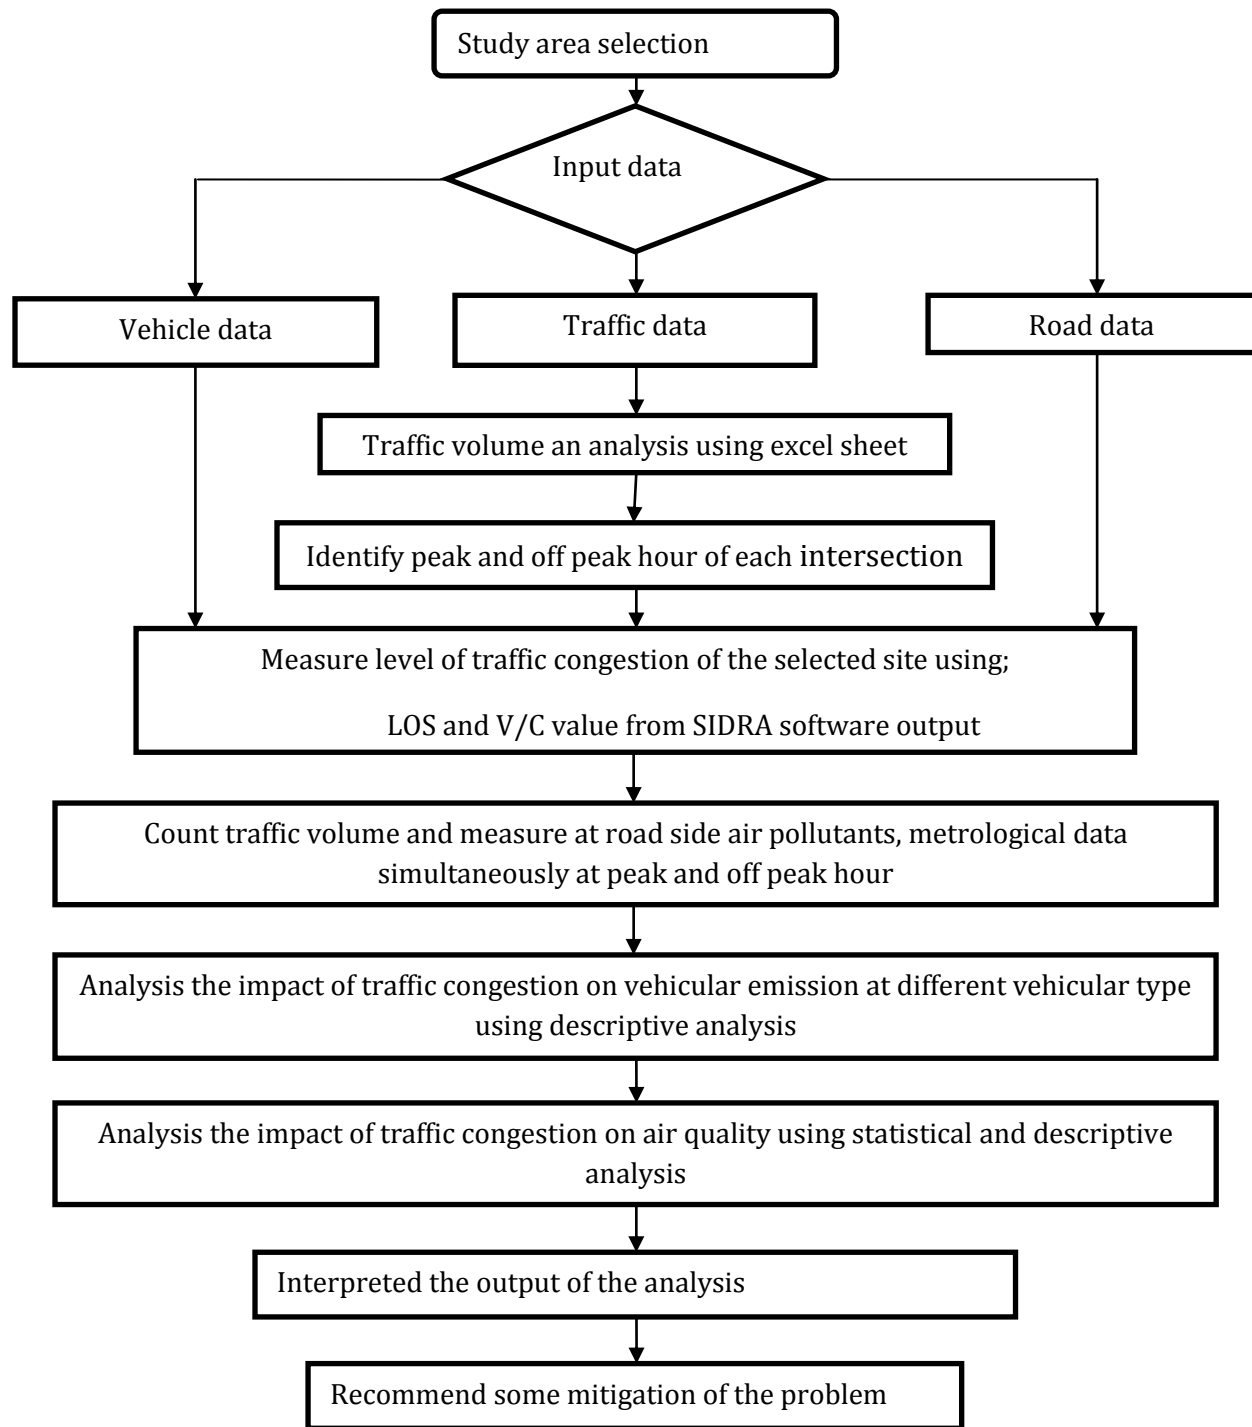 Study area selection
Input data
Vehicle data
Traffic data
Road data
Traffic volume an analysis using excel sheet
Identify peak and off peak hour of each intersection
Measure level of traffic congestion of the selected site using;
LOS and V/C value from SIDRA software output
Count traffic volume and measure at road side air pollutants, metrological data
simultaneously at peak and off peak hour
Analysis the impact of traffic congestion on vehicular emission at different vehicular type
using descriptive analysis
Analysis the impact of traffic congestion on air quality using statistical and descriptive
analysis
Interpreted the output of the analysis
Recommend some mitigation of the problem